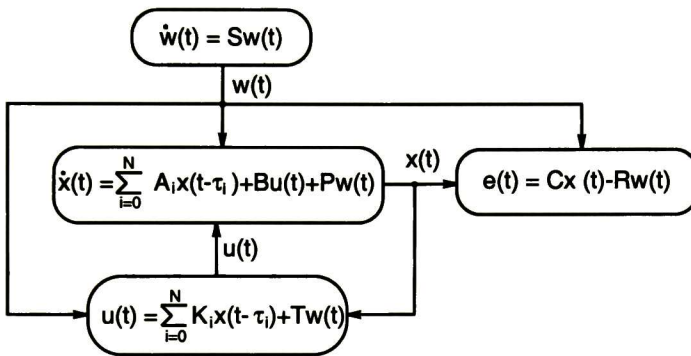 ẇ(t) = Sw(t)
w(t)
ẋ(t) = ∑_{i=0}^{N} A_i x(t-τ_i)+Bu(t)+Pw(t)
x(t)
e(t) = Cx (t)-Rw(t)
u(t)
u(t) = ∑_{i=0}^{N} K_i x(t-τ_i)+Tw(t)